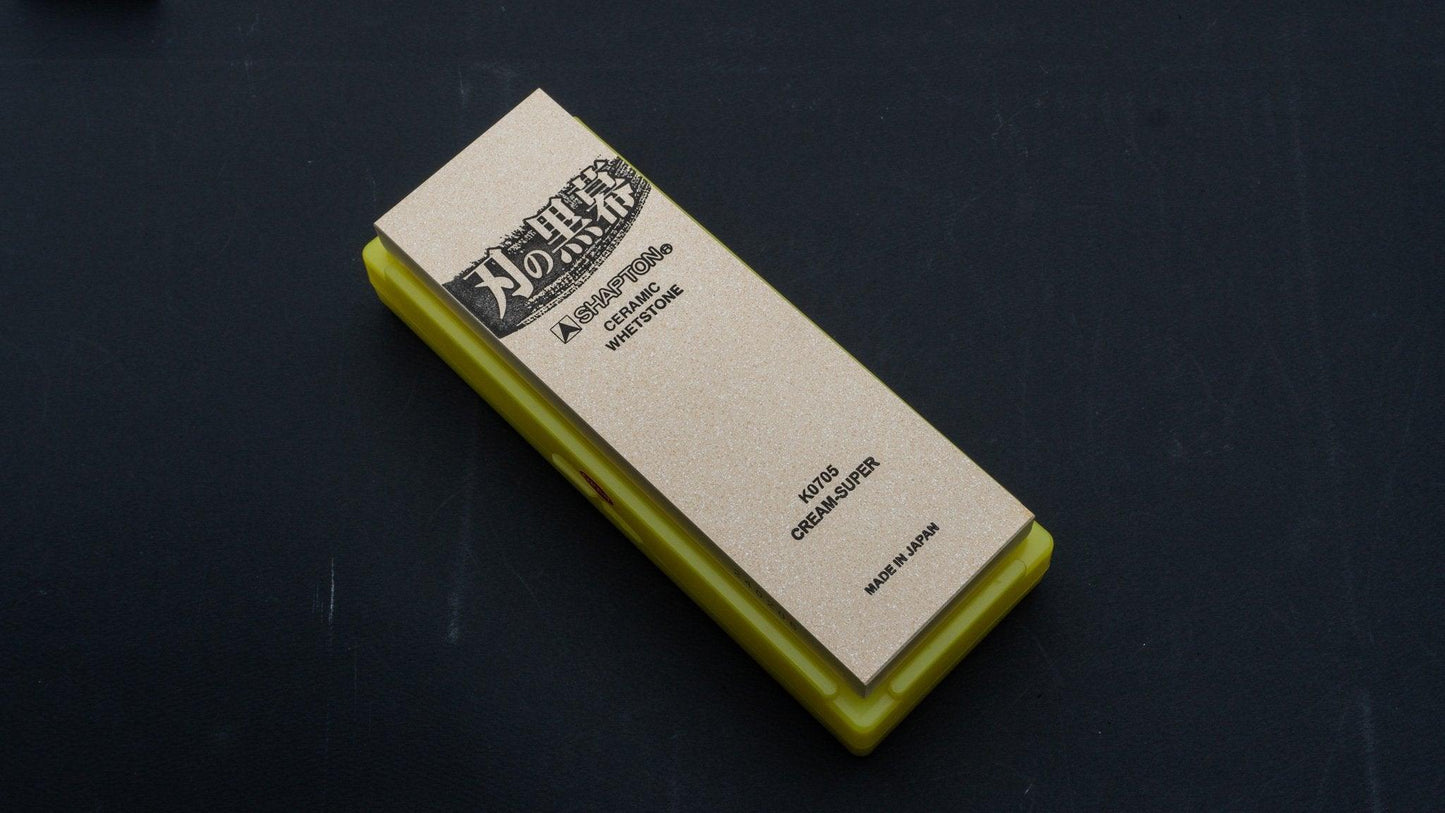 刃の黒幕
SHAPTON®
CERAMIC
WHETSTONE
K0705
CREAM-SUPER
MADE IN JAPAN